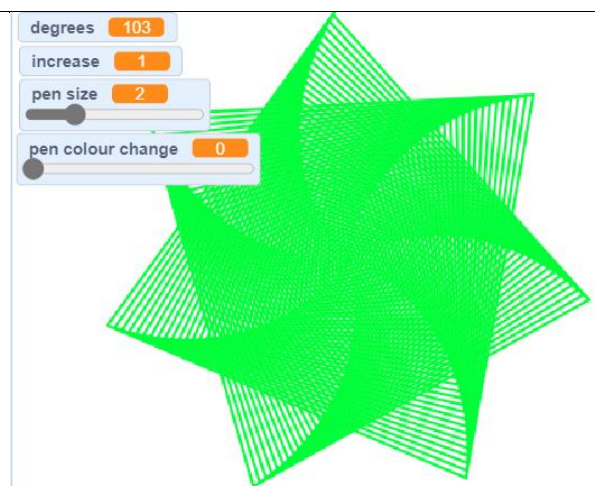 degrees 103
increase 1
pen size 2
pen colour change 0